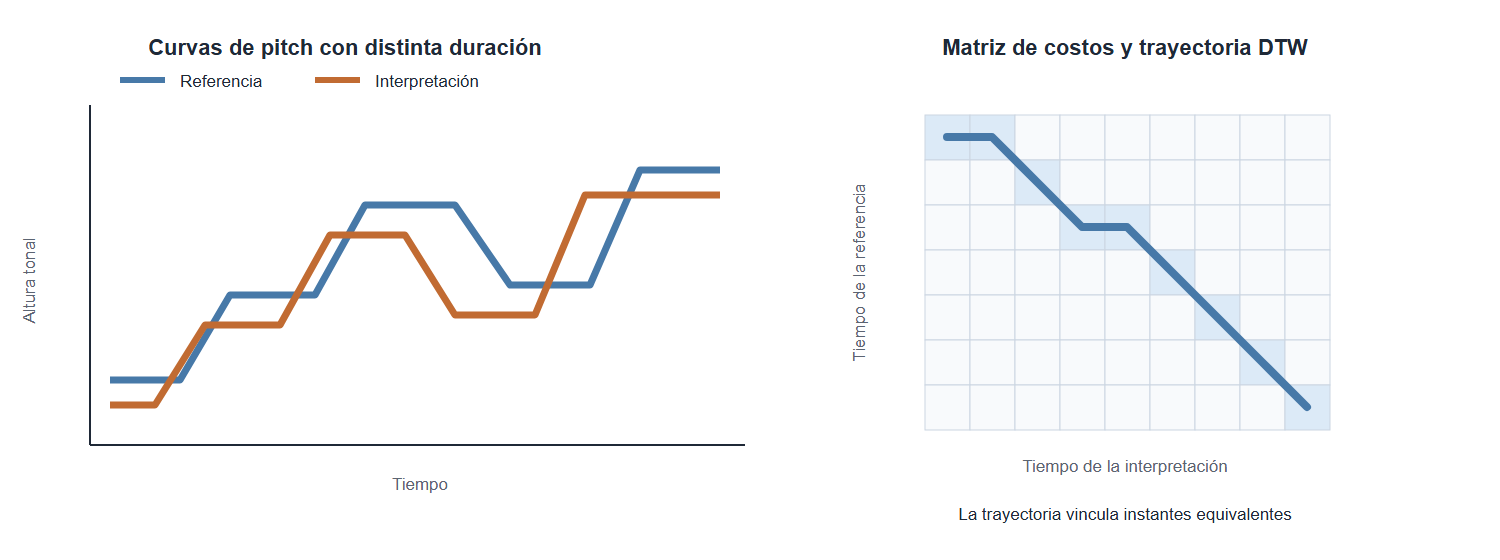 Curvas de pitch con distinta duración
Referencia
Interpretación
Altura tonal
Tiempo
Matriz de costos y trayectoria DTW
Tiempo de la referencia
Tiempo de la interpretación
La trayectoria vincula instantes equivalentes